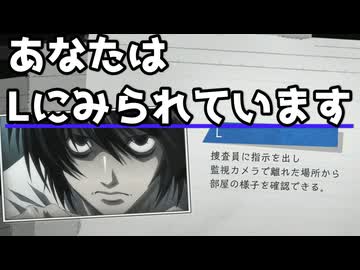 あなたは
Lにみられています
L
捜査員に指示を出し
監視カメラで離れた場所から
部屋の様子を確認できる。